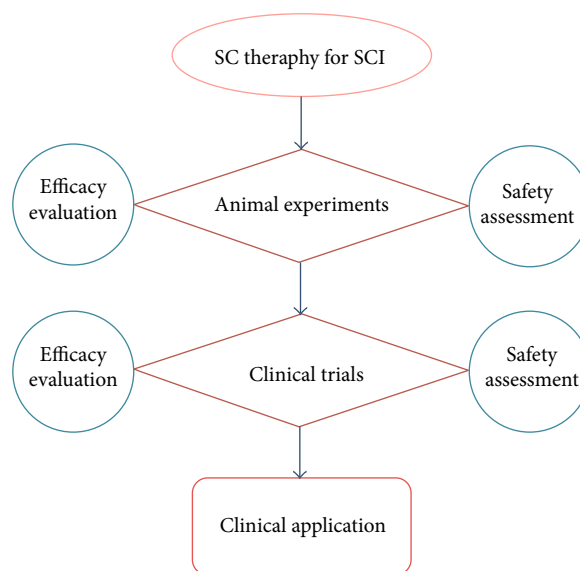 SC theraphy for SCI
Efficacy
evaluation
Animal experiments
Safety
assessment
Efficacy
evaluation
Clinical trials
Safety
assessment
Clinical application